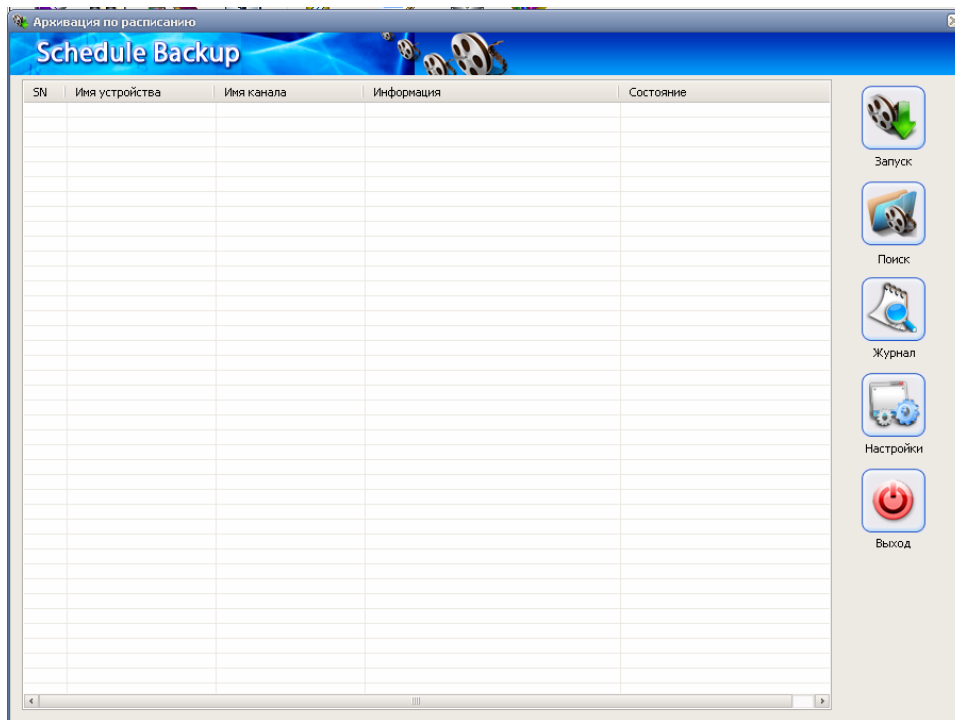 Архивация по расписанию
Schedule Backup
SN Имя устройства Имя канала Информация Состояние
Запуск
Поиск
Журнал
Настройки
Выход